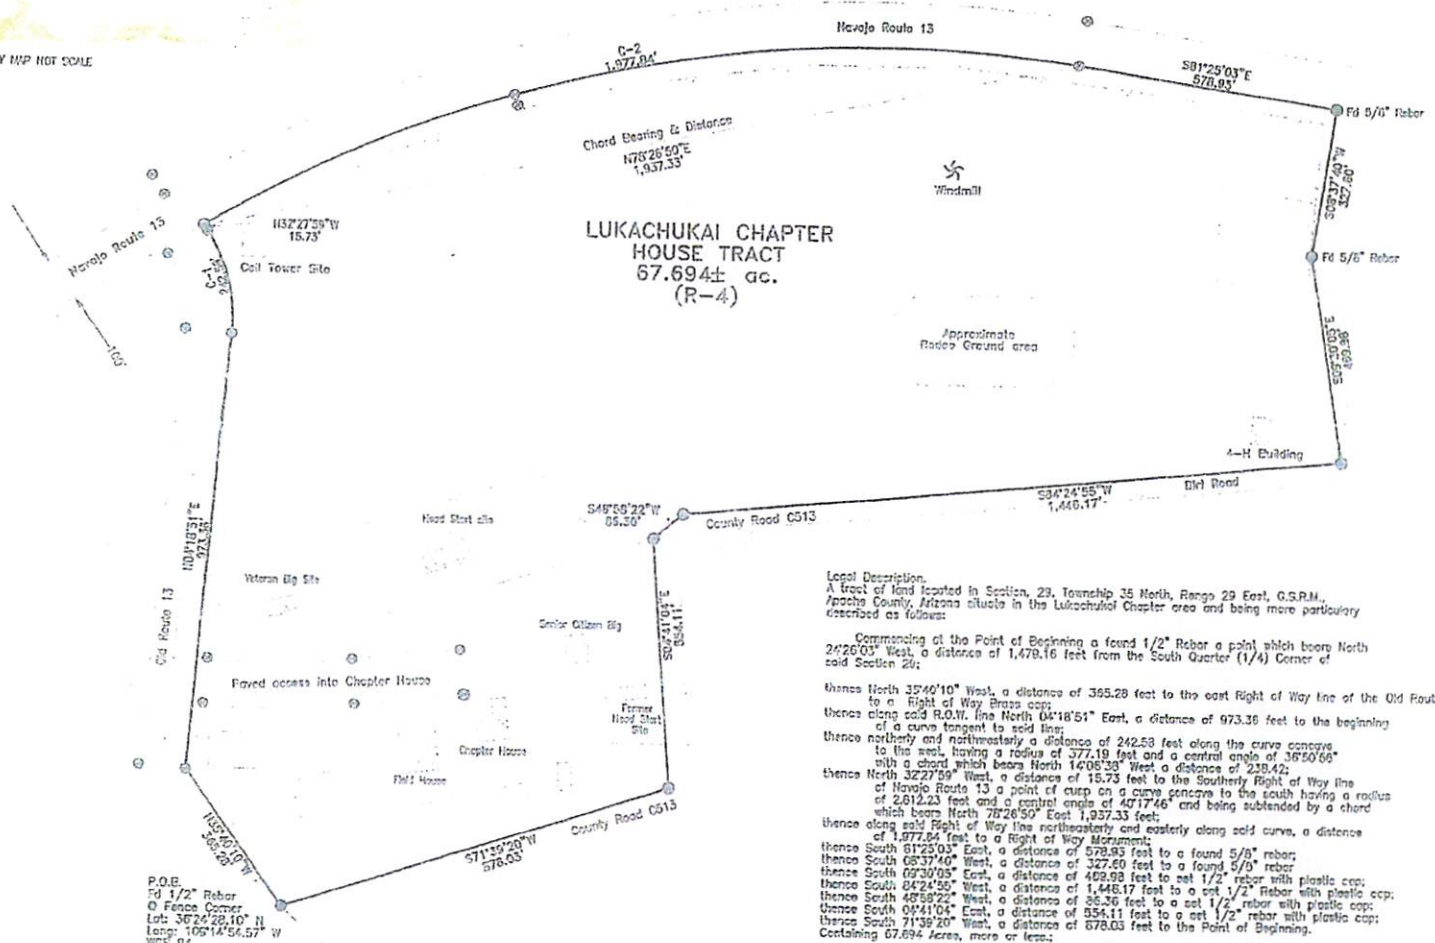 Y MAP NOT SCALE
Navajo Route 13
C-2
1,977.84'
S81°25'03"E
578.93'
Fd 5/8" Rebar
Chord Bearing & Distance
N78°26'50"E
1,937.33'
S08°37'40"W
327.60'
Windmill
Navajo Route 13
N32°27'59"W
15.73'
LUKACHUKAI CHAPTER
HOUSE TRACT
67.694± ac.
(R-4)
Cell Tower Site
C-1
Fd 5/8" Rebar
100'
Approximate
Rodeo Ground area
4-H Building
S84°24'55"W
1,446.17'
Dirt Road
N04°18'51"E
973.36'
Head Start site
S48°58'22"W
County Road C513
Veteran Blg Site
Old Route 13
Senior Citizen Blg
S04°41'04"E
554.11'
Paved access into Chapter House
Former
Head Start
Site
Chapter House
Field House
County Road C513
N35°40'10"W
365.28'
S71°39'20"W
678.03'
P.O.B.
Fd 1/2" Rebar
@ Fence Corner
Lat: 36°24'28.10" N
Long: 109°14'54.57" W
WGS 84
Legal Description.
A tract of land located in Section, 29, Township 35 North, Range 29 East, G.S.R.M.,
Apache County, Arizona situate in the Lukachukai Chapter area and being more particulary
described as follows:
Commencing at the Point of Beginning a found 1/2" Rebar a point which bears North
24°26'03" West, a distance of 1,479.16 feet from the South Quarter (1/4) Corner of
said Section 29;
thence North 35°40'10" West, a distance of 365.28 feet to the east Right of Way line of the Old Rout
to a Right of Way Brass cap;
thence along said R.O.W. line North 04°18'51" East, a distance of 973.36 feet to the beginning
of a curve tangent to said line;
thence northerly and northwesterly a distance of 242.58 feet along the curve concave
to the west, having a radius of 377.19 feet and a central angle of 36°50'56"
with a chord which bears North 14°06'38" West a distance of 238.42;
thence North 32°27'59" West, a distance of 15.73 feet to the Southerly Right of Way line
of Navajo Route 13 a point of cusp on a curve concave to the south having a radius
of 2,812.23 feet and a central angle of 40°17'46" and being subtended by a chord
which bears North 78°26'50" East 1,937.33 feet;
thence along said Right of Way line northeasterly and easterly along said curve, a distance
of 1,977.84 feet to a Right of Way Monument;
thence South 81°25'03" East, a distance of 578.93 feet to a found 5/8" rebar;
thence South 08°37'40" West, a distance of 327.60 feet to a found 5/8" rebar
thence South 09°30'05" East, a distance of feet to set 1/2" rebar with plastic cap;
thence South 84°24'55" West, a distance of 1,446.17 feet to a set 1/2" Rebar with plastic cap;
thence South 48°58'22" West, a distance of 86.36 feet to a set 1/2" rebar with plastic cap;
thence South 04°41'04" East, a distance of 554.11 feet to a set 1/2" rebar with plastic cap;
thence South 71°39'20" West, a distance of 678.03 feet to the Point of Beginning.
Containing 67.694 Acres, more or less.;